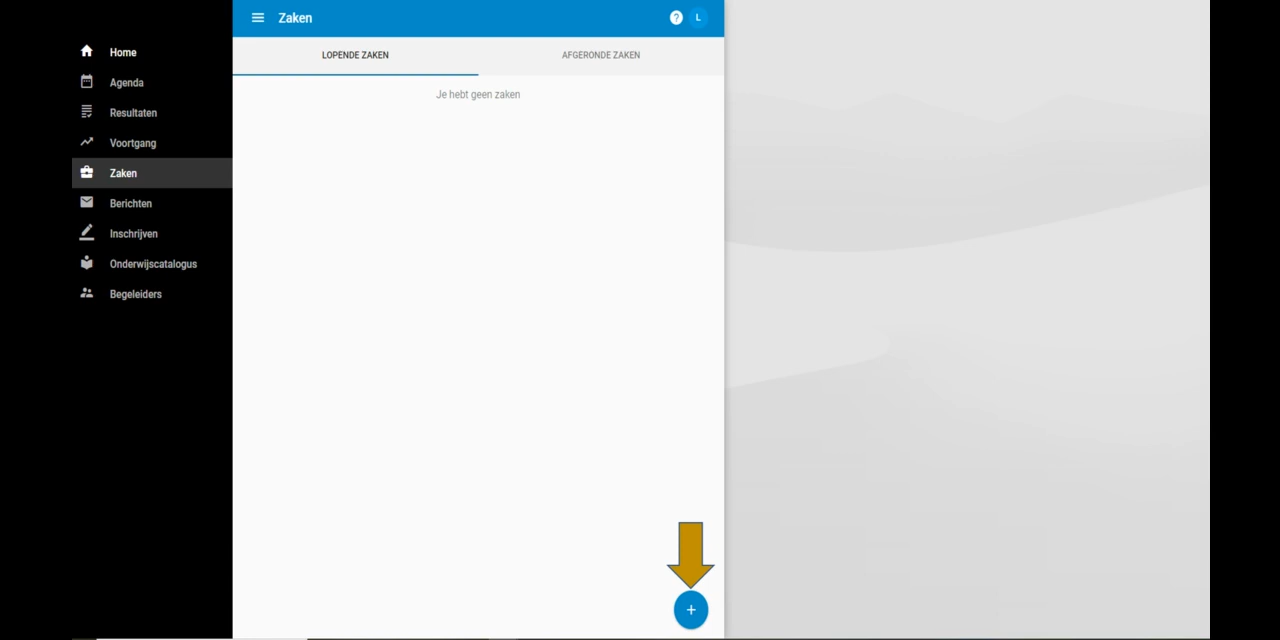 Zaken
?
L
Home
Agenda
Resultaten
Voortgang
Zaken
Berichten
Inschrijven
Onderwijscatalogus
Begeleiders
LOPENDE ZAKEN
AFGERONDE ZAKEN
Je hebt geen zaken
+